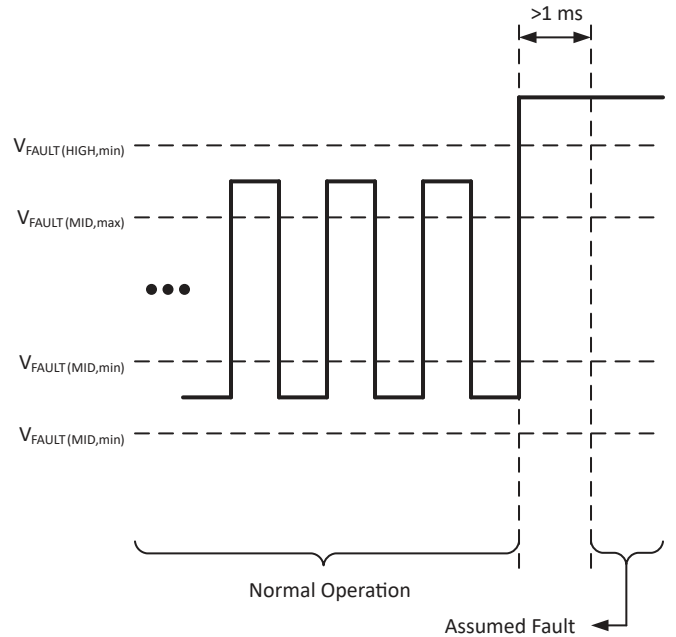 >1 ms
VFAULT(HIGH,min)
VFAULT(MID,max)
VFAULT(MID,min)
VFAULT(MID,min)
Normal Operation
Assumed Fault